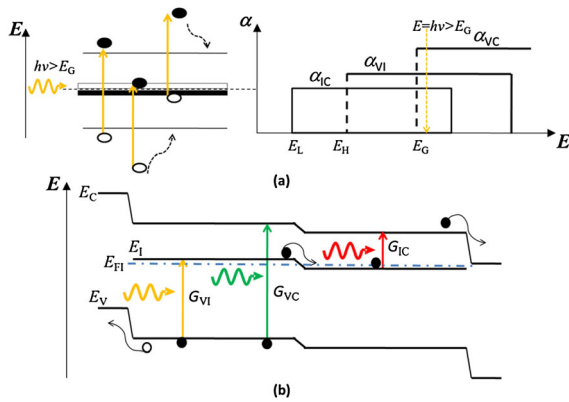 E
hν>E_G
α
E=hν>E_G
α_VC
α_VI
α_IC
E_L
E_H
E_G
E
(a)
E
E_C
E_I
E_FI
E_V
G_VI
G_VC
G_IC
(b)